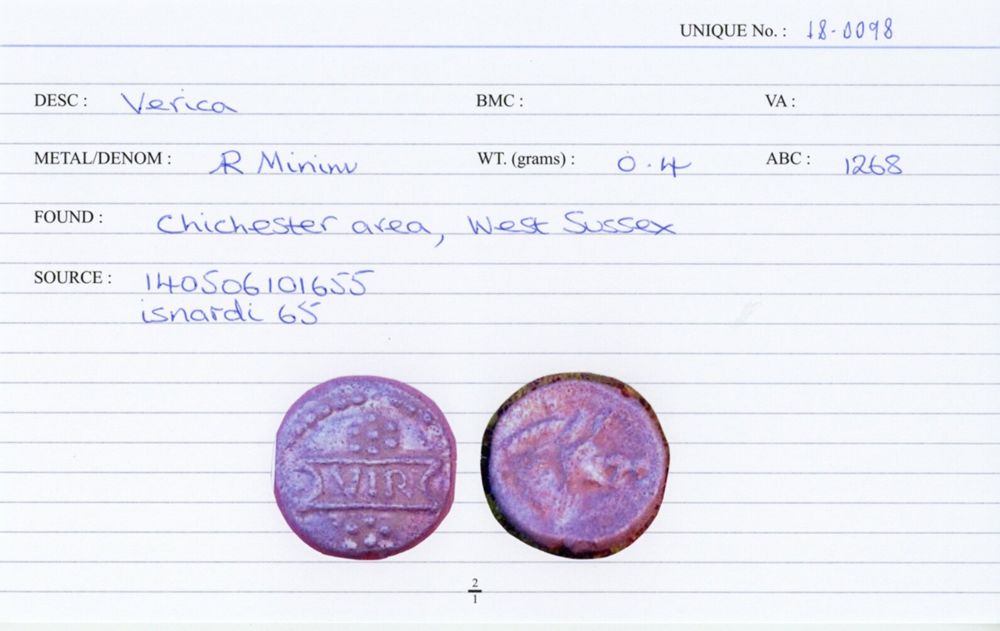 UNIQUE No. : 18-0098
DESC : Verica BMC : VA :
METAL/DENOM : Æ Minim WT. (grams) : 0.4 ABC : 1268
FOUND : Chichester area, West Sussex
SOURCE : 140506101655
isnardi 65
VIR
2
1